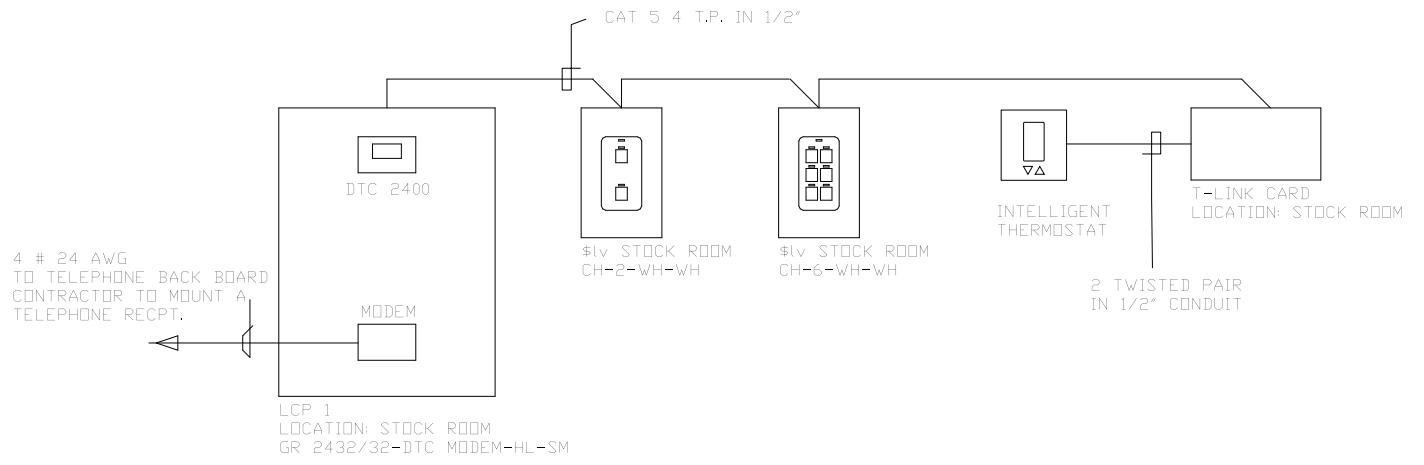 CAT 5 4 T.P. IN 1/2"
DTC 2400
$lv STOCK ROOM
CH-2-WH-WH
$lv STOCK ROOM
CH-6-WH-WH
INTELLIGENT
THERMOSTAT
T-LINK CARD
LOCATION: STOCK ROOM
4 # 24 AWG
TO TELEPHONE BACK BOARD
CONTRACTOR TO MOUNT A
TELEPHONE RECPT.
MODEM
2 TWISTED PAIR
IN 1/2" CONDUIT
LCP 1
LOCATION: STOCK ROOM
GR 2432/32-DTC MODEM-HL-SM